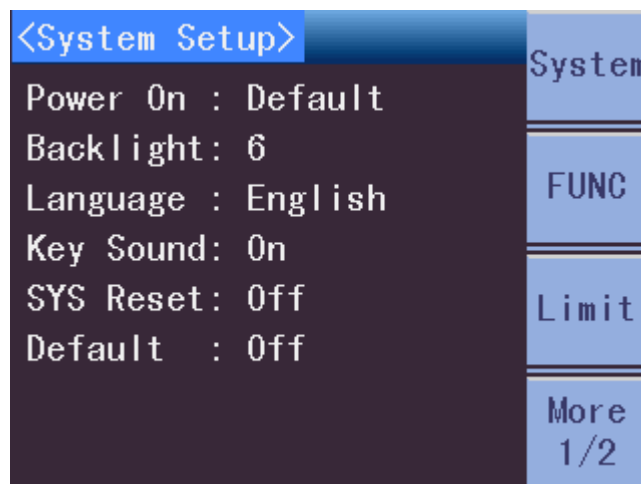 <System Setup>
Power On : Default
Backlight: 6
Language : English
Key Sound: On
SYS Reset: Off
Default : Off
System
FUNC
Limit
More
1/2